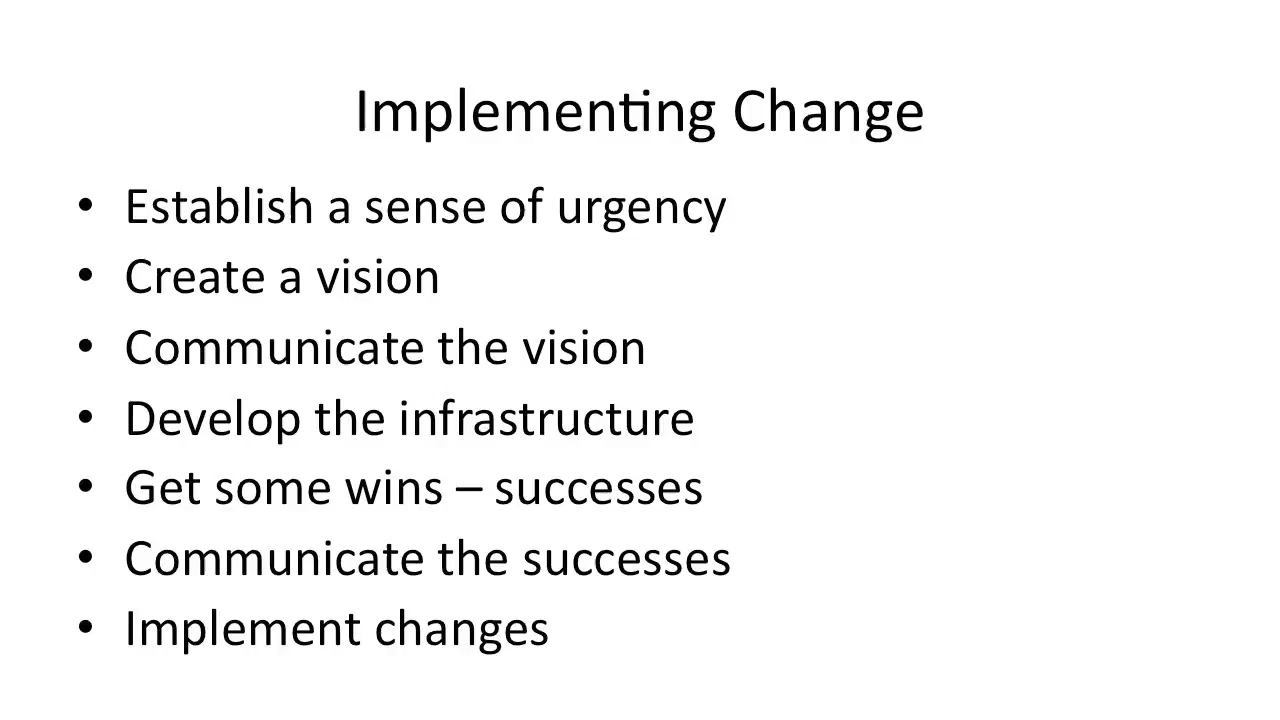 Implementing Change
• Establish a sense of urgency
• Create a vision
• Communicate the vision
• Develop the infrastructure
• Get some wins – successes
• Communicate the successes
• Implement changes